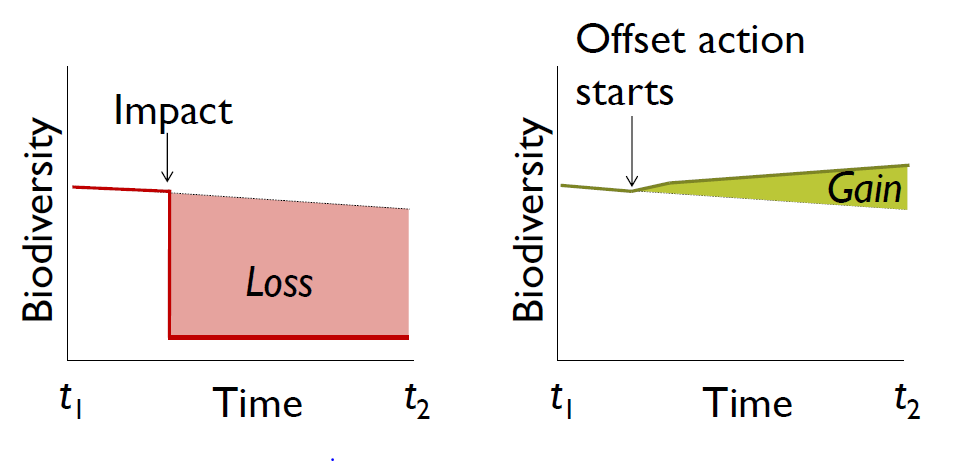 Impact
Biodiversity
Loss
t1
Time
t2
Offset action
starts
Biodiversity
Gain
t1
Time
t2